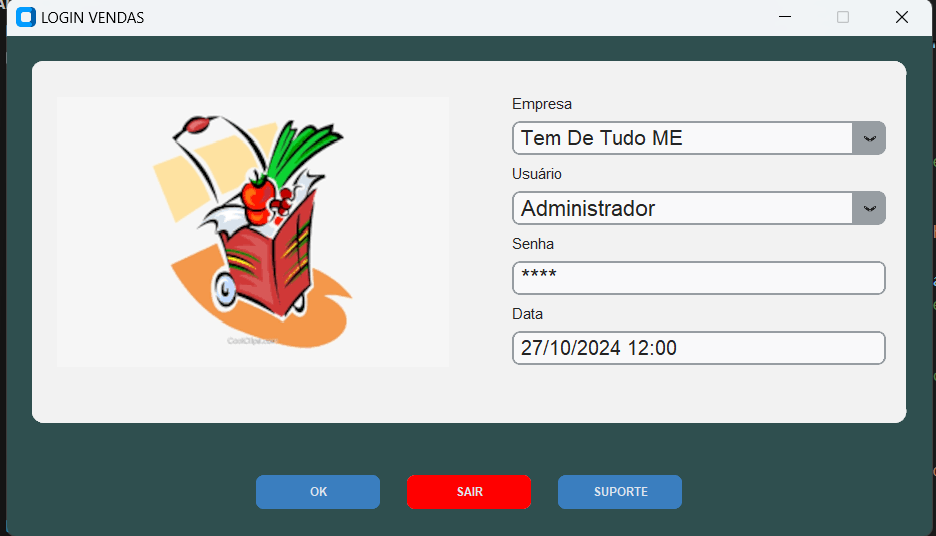 LOGIN VENDAS
Empresa
Tem De Tudo ME
Usuário
Administrador
Senha
****
Data
27/10/2024 12:00
CoolClips.com
OK
SAIR
SUPORTE